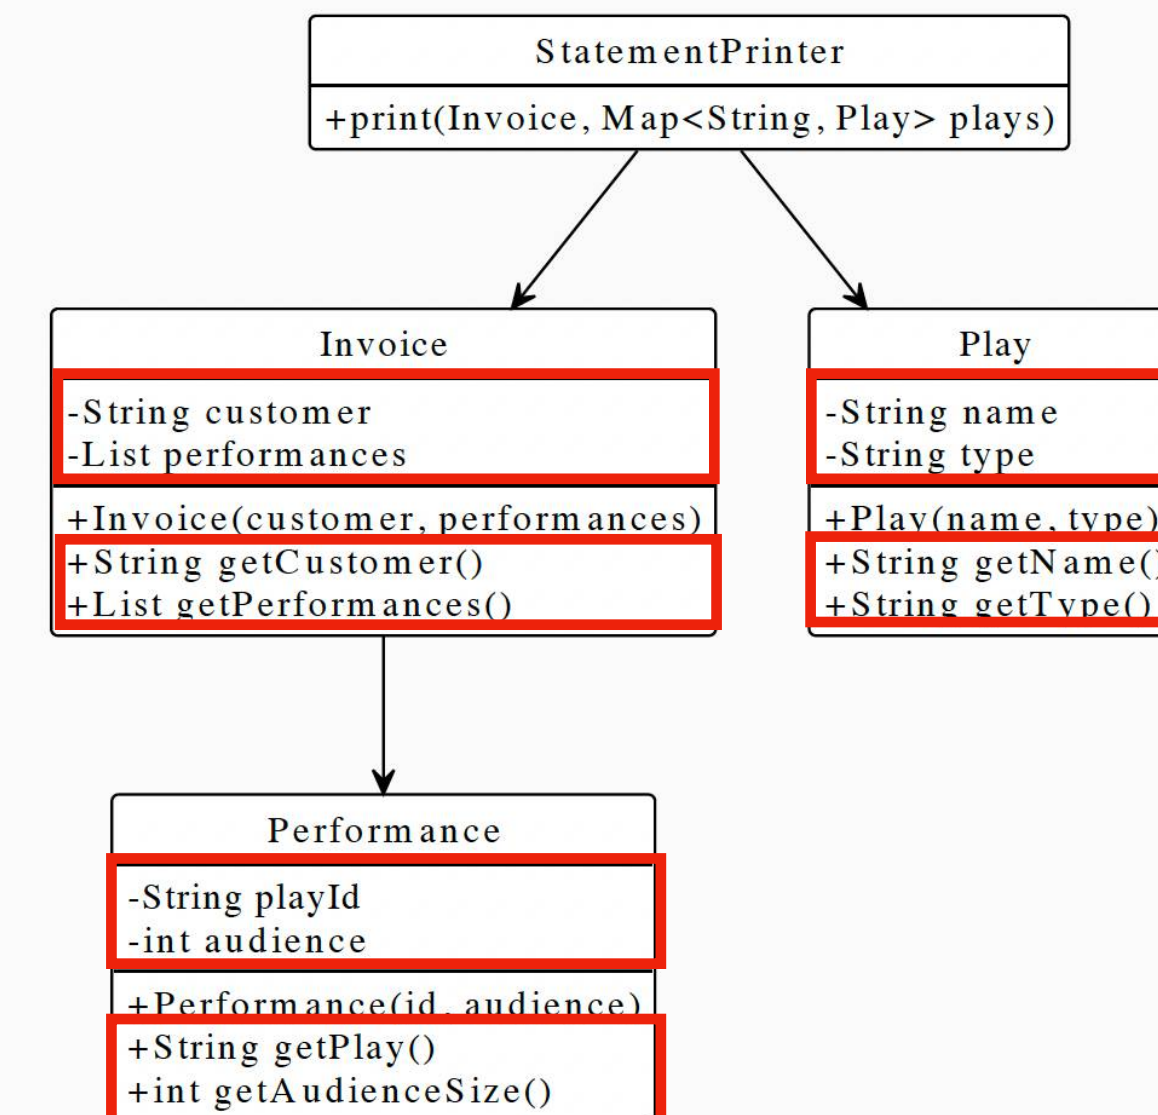 StatementPrinter
+print(Invoice, Map<String, Play> plays)
Invoice
-String customer
-List performances
+Invoice(customer, performances)
+String getCustomer()
+List getPerformances()
Play
-String name
-String type
+Play(name, type)
+String getName()
+String getType()
Performance
-String playId
-int audience
+Performance(id, audience)
+String getPlay()
+int getAudienceSize()